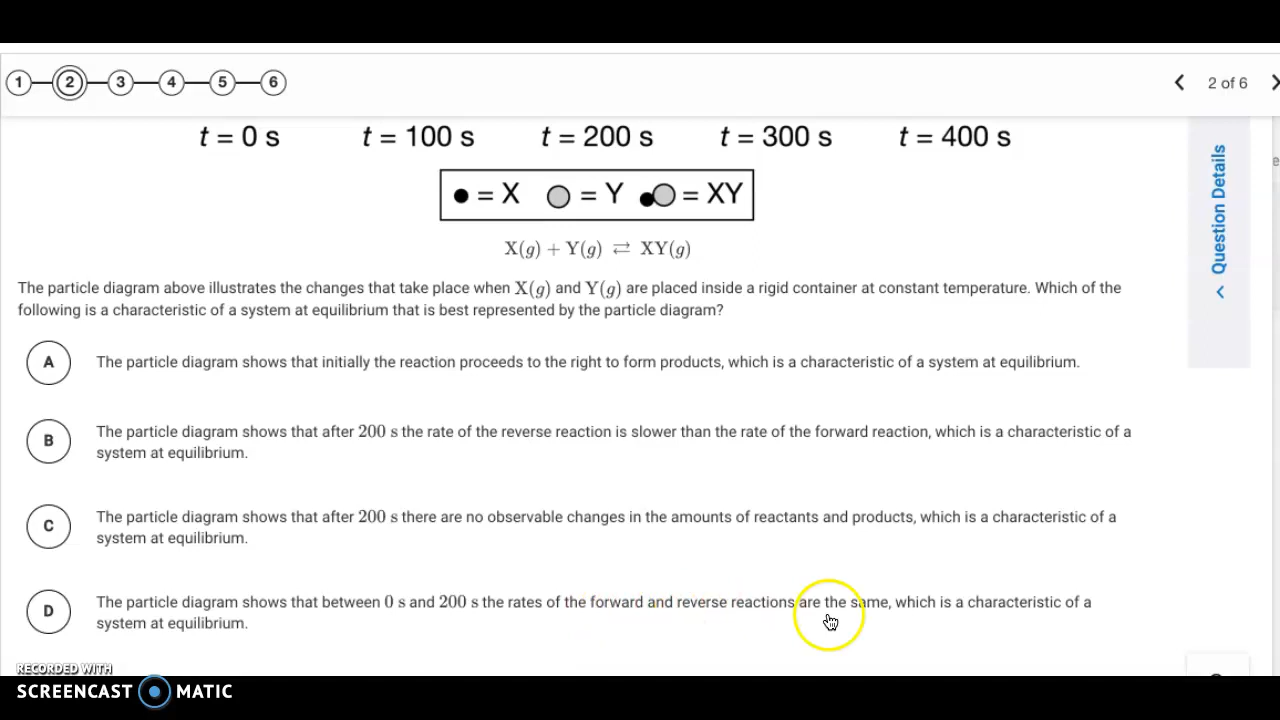 1 2 3 4 5 6 2 of 6
t = 0 s t = 100 s t = 200 s t = 300 s t = 400 s
= X = Y = XY
X(g) + Y(g) ⇄ XY(g)
Question Details
The particle diagram above illustrates the changes that take place when X(g) and Y(g) are placed inside a rigid container at constant temperature. Which of the
following is a characteristic of a system at equilibrium that is best represented by the particle diagram?
A The particle diagram shows that initially the reaction proceeds to the right to form products, which is a characteristic of a system at equilibrium.
B The particle diagram shows that after 200 s the rate of the reverse reaction is slower than the rate of the forward reaction, which is a characteristic of a
system at equilibrium.
C The particle diagram shows that after 200 s there are no observable changes in the amounts of reactants and products, which is a characteristic of a
system at equilibrium.
D The particle diagram shows that between 0 s and 200 s the rates of the forward and reverse reactions are the same, which is a characteristic of a
system at equilibrium.
RECORDED WITH
SCREENCAST MATIC